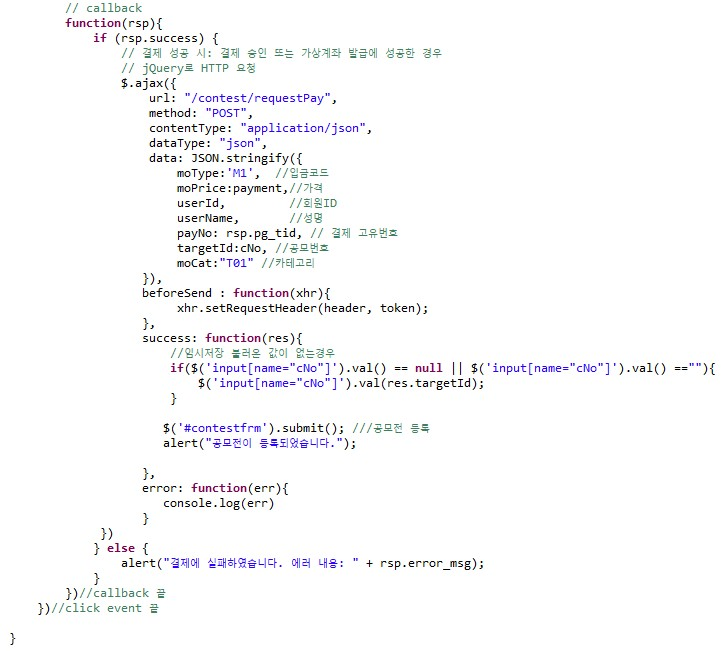 // callback
function(rsp){
if (rsp.success) {
// 결제 성공 시: 결제 승인 또는 가상계좌 발급에 성공한 경우
// jQuery로 HTTP 요청
$.ajax({
url: "/contest/requestPay",
method: "POST",
contentType: "application/json",
dataType: "json",
data: JSON.stringify({
moType:'M1', //입금코드
moPrice:payment,//가격
userId, //회원ID
userName, //성명
payNo: rsp.pg_tid, // 결제 고유번호
targetId:cNo, //공모번호
moCat:"T01" //카테고리
}),
beforeSend : function(xhr){
xhr.setRequestHeader(header, token);
},
success: function(res){
//임시저장 불러온 값이 없는경우
if($('input[name="cNo"]').val() == null || $('input[name="cNo"]').val() ==""){
$('input[name="cNo"]').val(res.targetId);
}
$('#contestfrm').submit(); ///공모전 등록
alert("공모전이 등록되었습니다.");
},
error: function(err){
console.log(err)
}
})
} else {
alert("결제에 실패하였습니다. 에러 내용: " + rsp.error_msg);
}
})//callback 끝
})//click event 끝
}